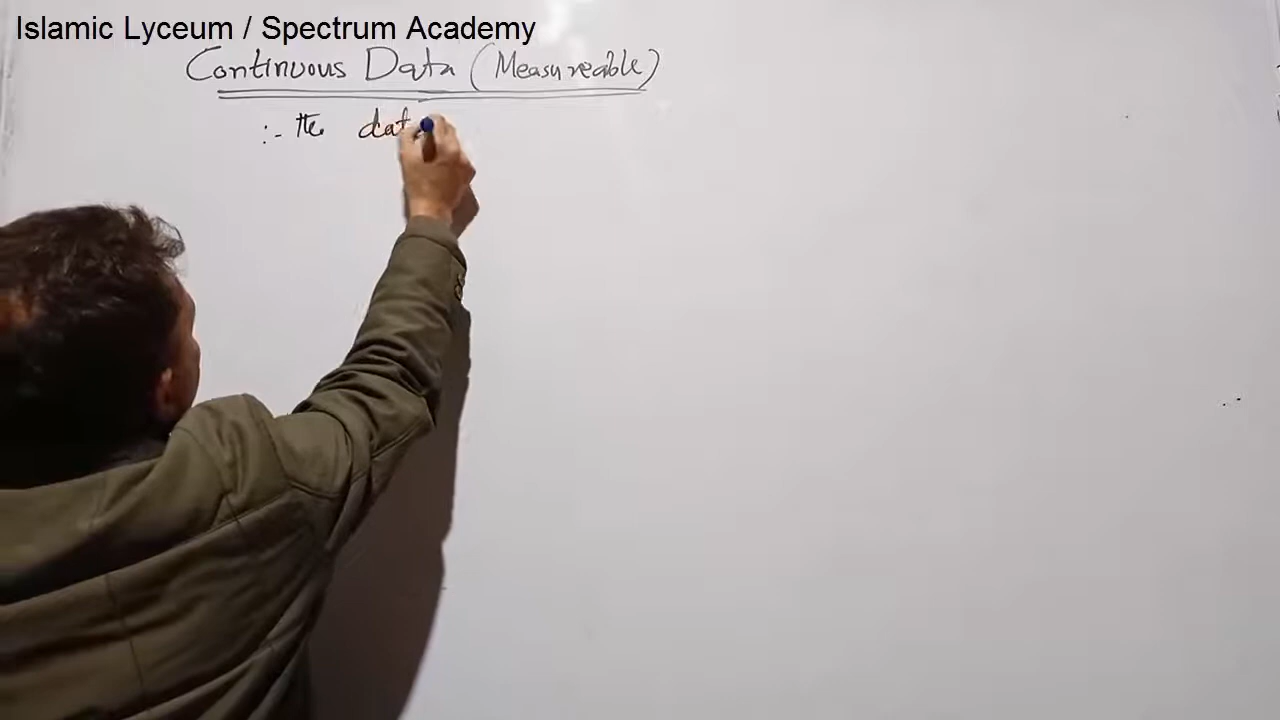 Islamic Lyceum / Spectrum Academy
Continuous Data (Measureable)
:- the dat